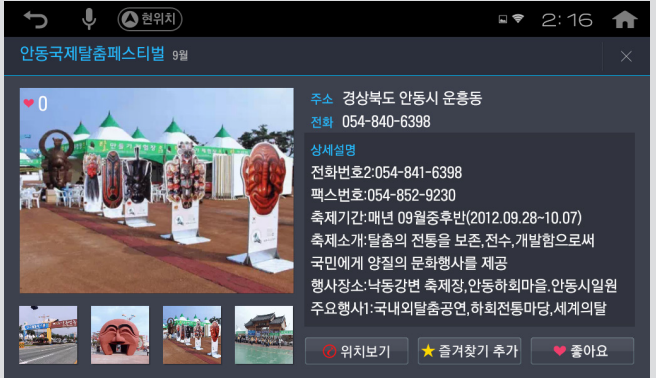 현위치
2:16
안동국제탈춤페스티벌 9월
0
주소 경상북도 안동시 운흥동
전화 054-840-6398
상세설명
전화번호2:054-841-6398
팩스번호:054-852-9230
축제기간:매년 09월중후반(2012.09.28~10.07)
축제소개:탈춤의 전통을 보존,전수,개발함으로써
국민에게 양질의 문화행사를 제공
행사장소:낙동강변 축제장,안동하회마을.안동시일원
주요행사1:국내외탈춤공연,하회전통마당,세계의탈
위치보기
즐겨찾기 추가
좋아요